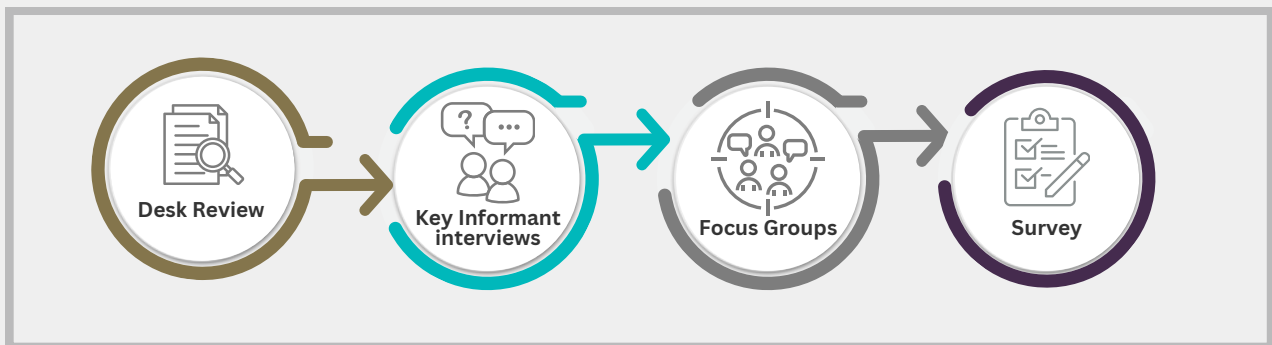 Desk Review
Key Informant
interviews
Focus Groups
Survey